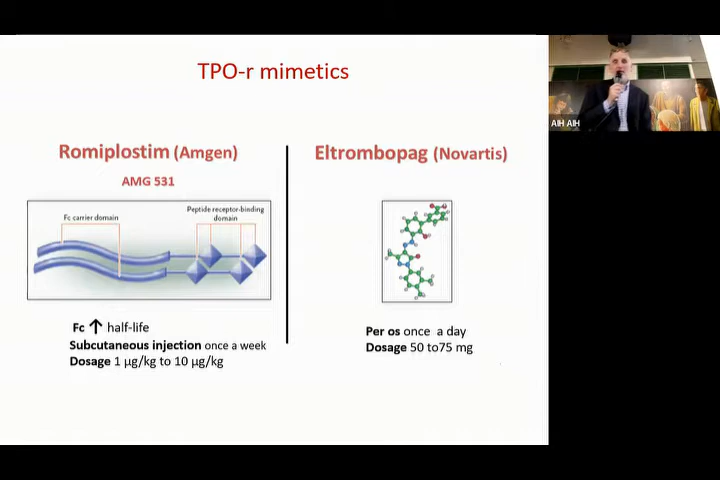 TPO-r mimetics
Romiplostim (Amgen)
AMG 531
Fc carrier domain
Peptide receptor-binding
domain
Fc ↑ half-life
Subcutaneous injection once a week
Dosage 1 µg/kg to 10 µg/kg
Eltrombopag (Novartis)
Per os once a day
Dosage 50 to75 mg
AIH AIH